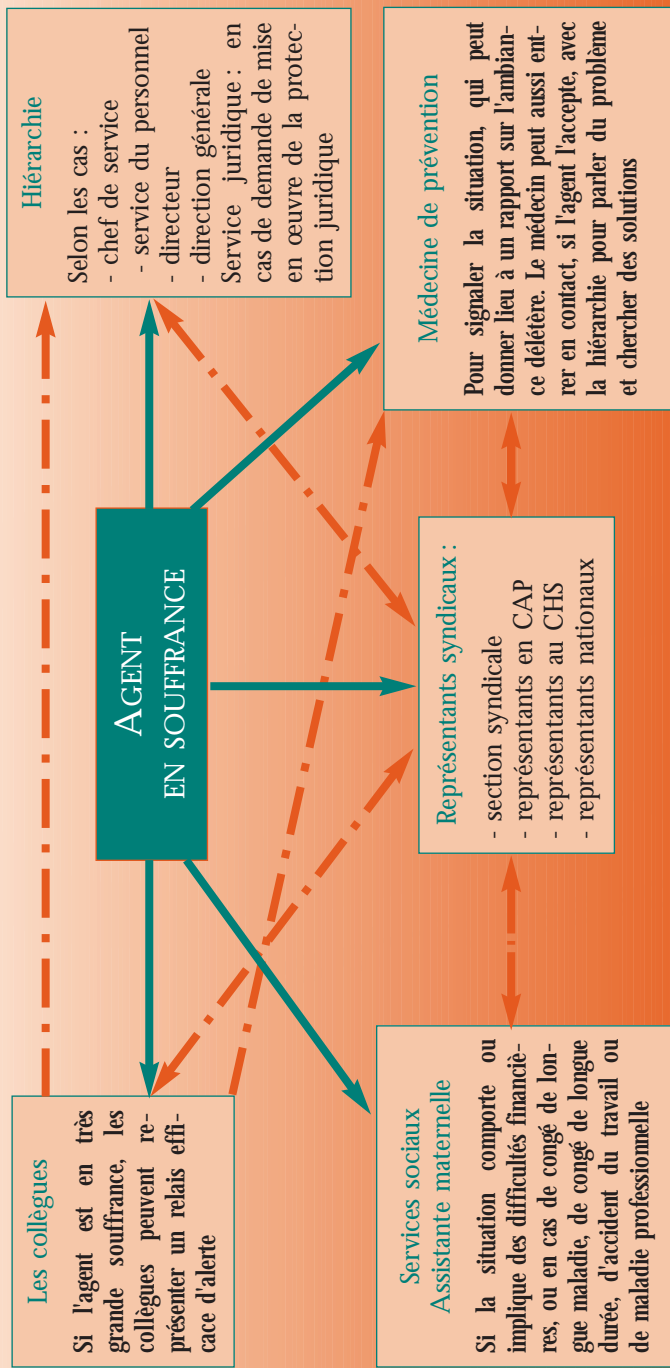 Les collègues
Si l'agent est en très
grande souffrance, les
collègues peuvent re-
présenter un relais effi-
cace d'alerte
AGENT
EN SOUFFRANCE
Hiérarchie
Selon les cas :
- chef de service
- service du personnel
- directeur
- direction générale
Service juridique : en
cas de demande de mise
en œuvre de la protec-
tion juridique
Services sociaux
Assistante maternelle
Si la situation comporte ou
implique des difficultés financiè-
res, ou en cas de congé de lon-
gue maladie, de congé de longue
durée, d'accident du travail ou
de maladie professionnelle
Représentants syndicaux :
- section syndicale
- représentants en CAP
- représentants au CHS
- représentants nationaux
Médecine de prévention
Pour signaler la situation, qui peut
donner lieu à un rapport sur l'ambian-
ce délétère. Le médecin peut aussi ent-
rer en contact, si l'agent l'accepte, avec
la hiérarchie pour parler du problème
et chercher des solutions